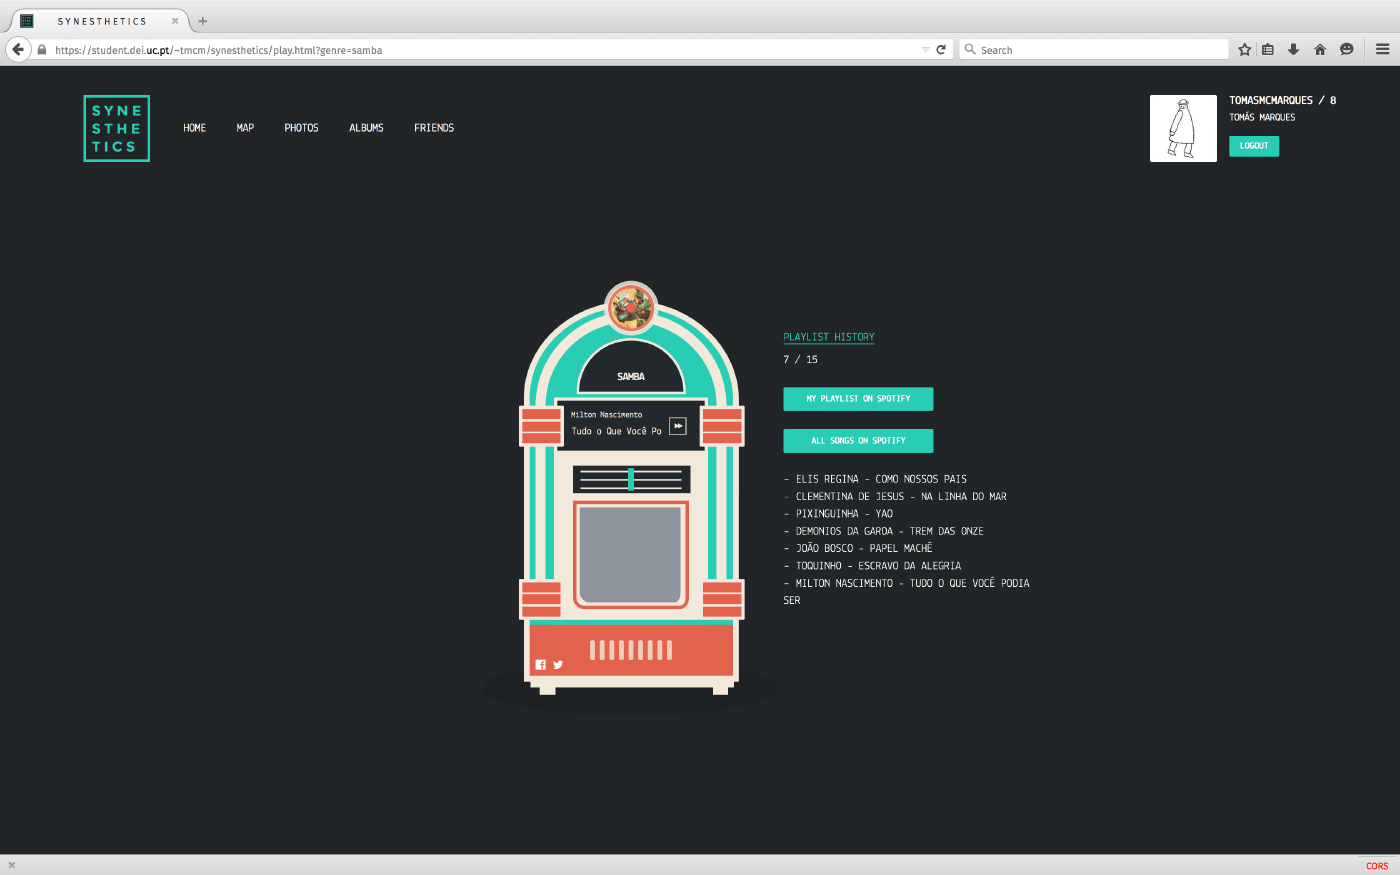 SYNESTHETICS
https://student.dei.uc.pt/~tmcm/synesthetics/play.html?genre=samba
Search
SYNE
STHE
TICS
HOME
MAP
PHOTOS
ALBUMS
FRIENDS
TOMASMCMARQUES / 8
TOMÁS MARQUES
LOGOUT
SAMBA
Milton Nascimento
Tudo o Que Você Po
PLAYLIST HISTORY
7 / 15
MY PLAYLIST ON SPOTIFY
ALL SONGS ON SPOTIFY
- ELIS REGINA - COMO NOSSOS PAIS
- CLEMENTINA DE JESUS - NA LINHA DO MAR
- PIXINGUINHA - YAO
- DEMONIOS DA GAROA - TREM DAS ONZE
- JOÃO BOSCO - PAPEL MACHÊ
- TOQUINHO - ESCRAVO DA ALEGRIA
- MILTON NASCIMENTO - TUDO O QUE VOCÊ PODIA
SER
CORS